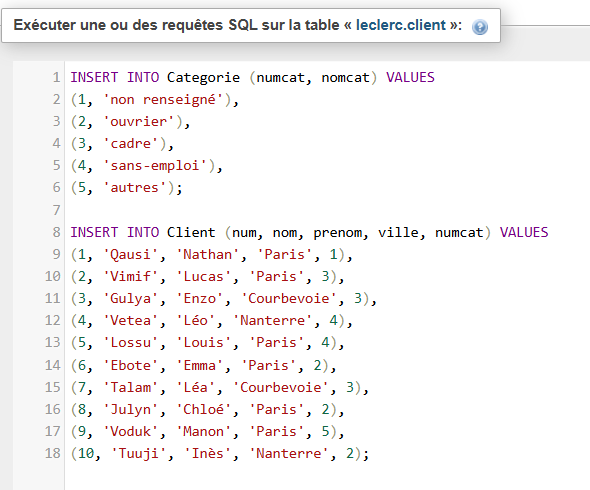 Exécuter une ou des requêtes SQL sur la table « leclerc.client »:
1 INSERT INTO Categorie (numcat, nomcat) VALUES
2 (1, 'non renseigné'),
3 (2, 'ouvrier'),
4 (3, 'cadre'),
5 (4, 'sans-emploi'),
6 (5, 'autres');
7
8 INSERT INTO Client (num, nom, prenom, ville, numcat) VALUES
9 (1, 'Qausi', 'Nathan', 'Paris', 1),
10 (2, 'Vimif', 'Lucas', 'Paris', 3),
11 (3, 'Gulya', 'Enzo', 'Courbevoie', 3),
12 (4, 'Vetea', 'Léo', 'Nanterre', 4),
13 (5, 'Lossu', 'Louis', 'Paris', 4),
14 (6, 'Ebote', 'Emma', 'Paris', 2),
15 (7, 'Talam', 'Léa', 'Courbevoie', 3),
16 (8, 'Julyn', 'Chloé', 'Paris', 2),
17 (9, 'Voduk', 'Manon', 'Paris', 5),
18 (10, 'Tuuji', 'Inès', 'Nanterre', 2);